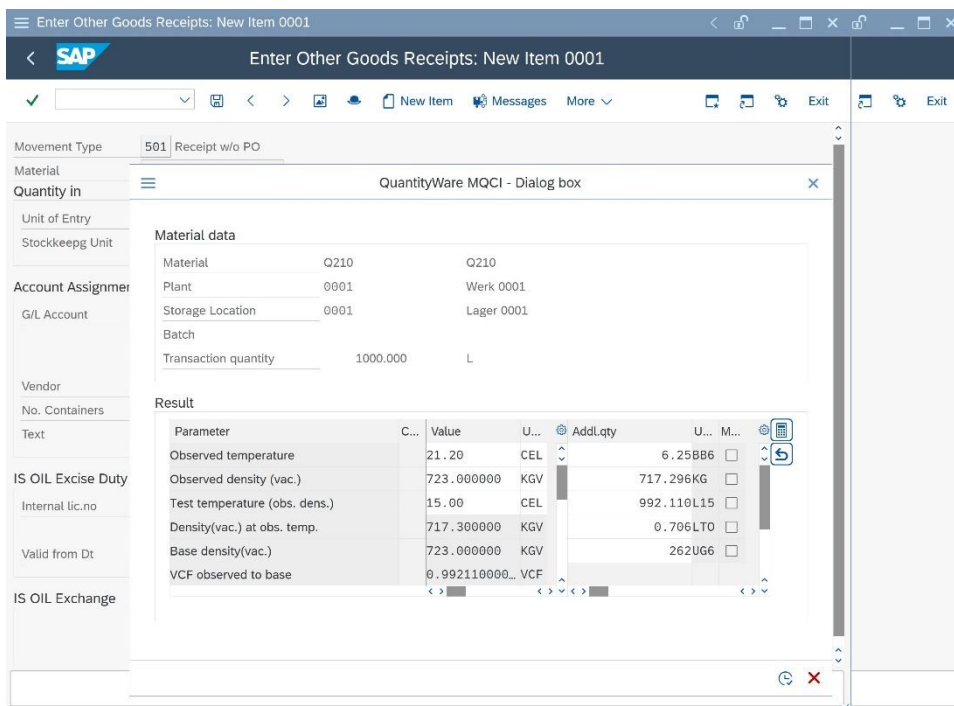 Enter Other Goods Receipts: New Item 0001
SAP Enter Other Goods Receipts: New Item 0001
New Item Messages More Exit Exit
Movement Type 501 Receipt w/o PO
Material
Quantity in
Unit of Entry
Stockkeepg Unit
Account Assignmen
G/L Account
Vendor
No. Containers
Text
IS OIL Excise Duty
Internal lic.no
Valid from Dt
IS OIL Exchange
QuantityWare MQCI - Dialog box
Material data
Material Q210 Q210
Plant 0001 Werk 0001
Storage Location 0001 Lager 0001
Batch
Transaction quantity 1000.000 L
Result
Parameter C... Value U... Addl.qty U... M...
Observed temperature 21.20 CEL 6.25BB6
Observed density (vac.) 723.000000 KGV 717.296KG
Test temperature (obs. dens.) 15.00 CEL 992.110L15
Density(vac.) at obs. temp. 717.300000 KGV 0.706LTO
Base density(vac.) 723.000000 KGV 262UG6
VCF observed to base 0.992110000... VCF